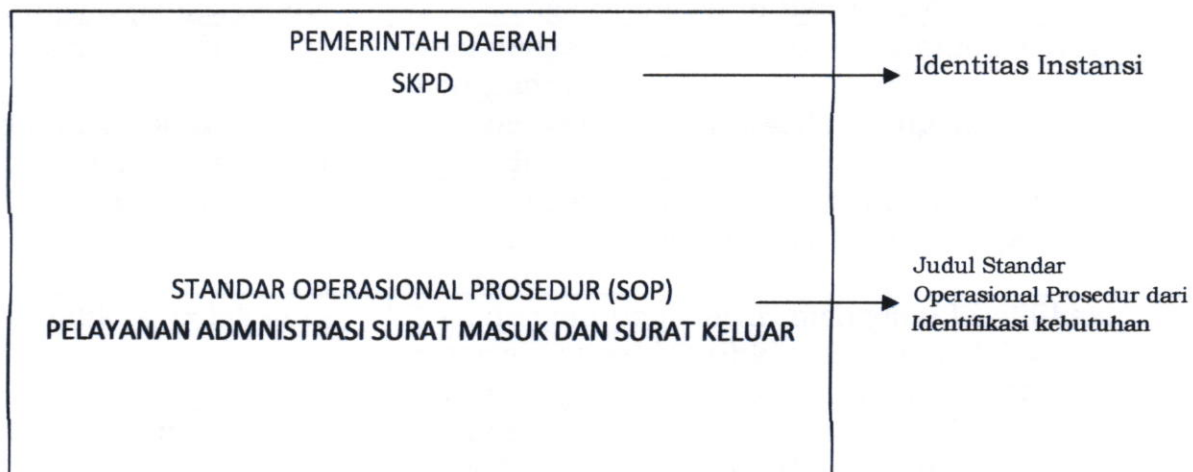 PEMERINTAH DAERAH
SKPD
Identitas Instansi
STANDAR OPERASIONAL PROSEDUR (SOP)
PELAYANAN ADMNISTRASI SURAT MASUK DAN SURAT KELUAR
Judul Standar
Operasional Prosedur dari
Identifikasi kebutuhan